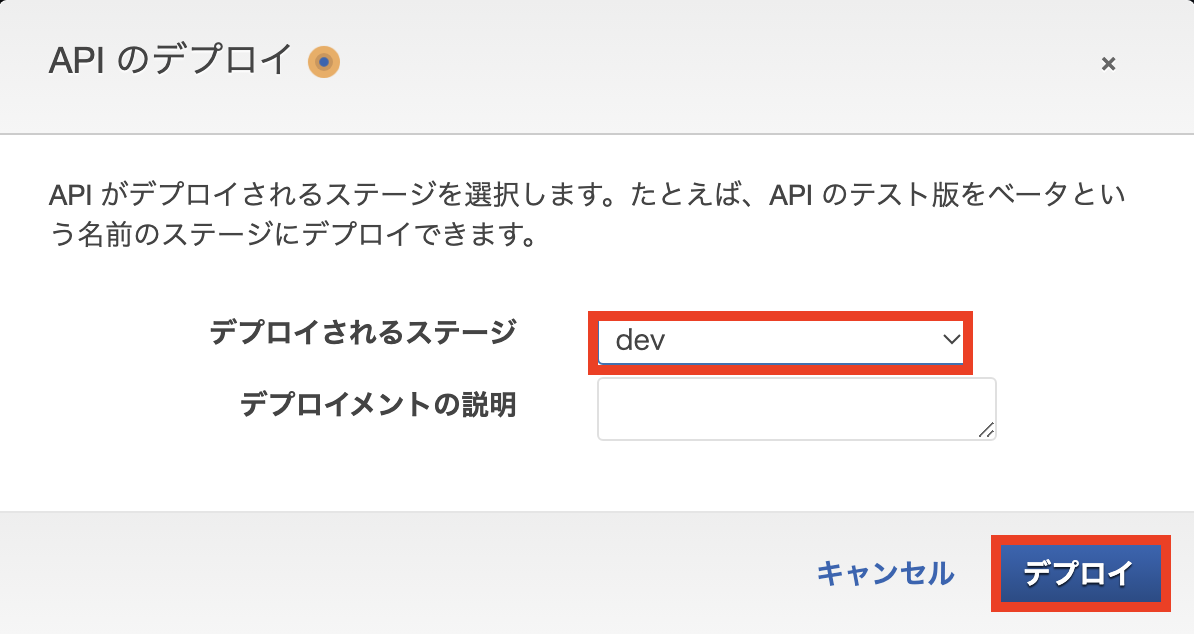 API のデプロイ
×
API がデプロイされるステージを選択します。たとえば、API のテスト版をベータとい
う名前のステージにデプロイできます。
デプロイされるステージ dev
デプロイメントの説明
キャンセル デプロイ